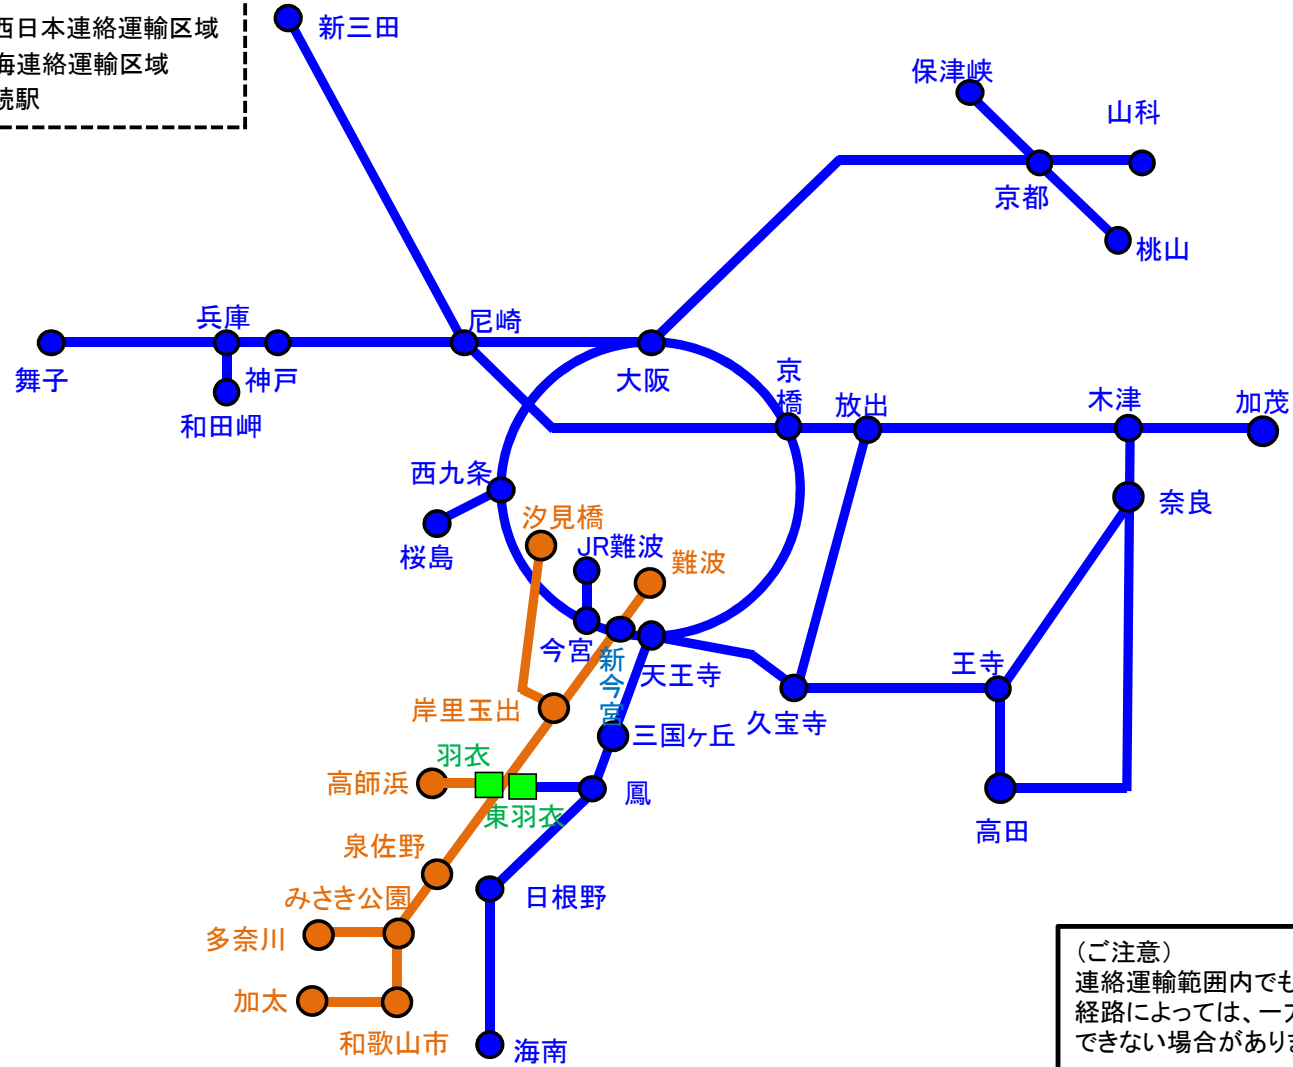 西日本連絡運輸区域
海連絡運輸区域
続駅
新三田
保津峡
山科
京都
桃山
兵庫
尼崎
舞子
神戸
和田岬
大阪
京橋
放出
木津
加茂
西九条
桜島
奈良
汐見橋
JR難波
難波
今宮
新今宮
天王寺
王寺
岸里玉出
三国ヶ丘
久宝寺
羽衣
高師浜
東羽衣
鳳
高田
泉佐野
みさき公園
日根野
多奈川
加太
和歌山市
海南
（ご注意）
連絡運輸範囲内でも
経路によっては、一
できない場合があり